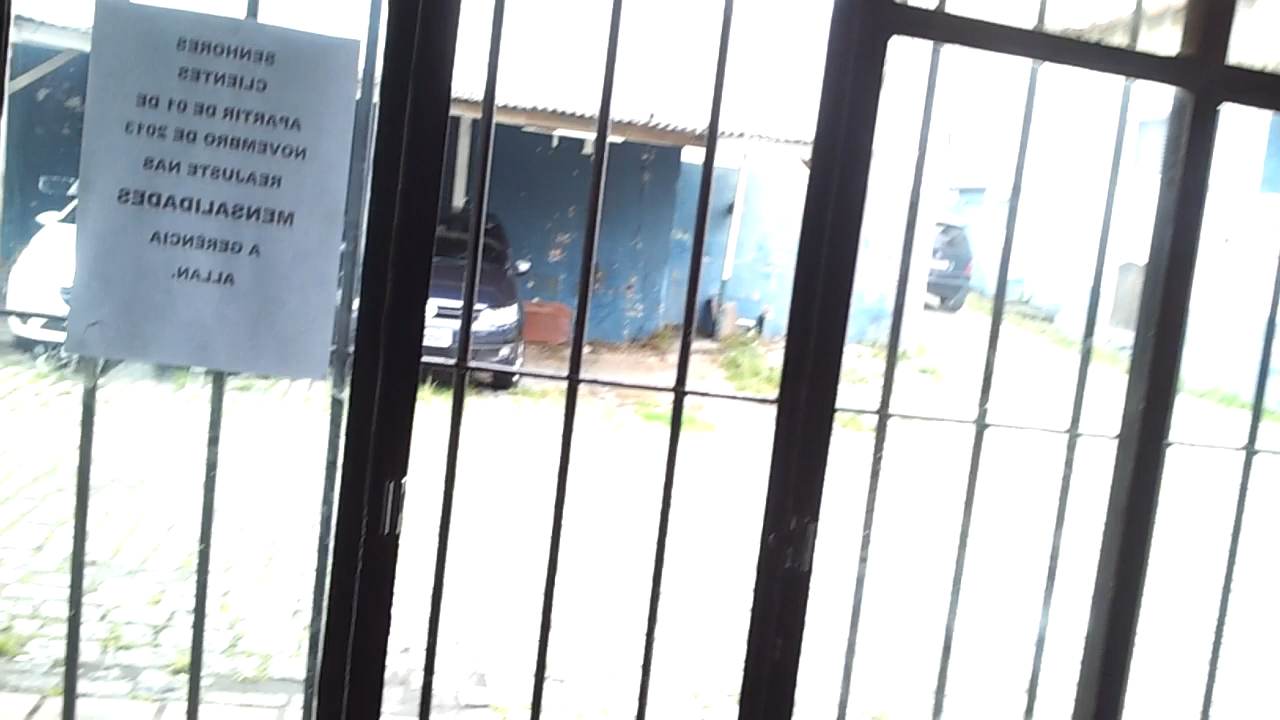 SENHORES
CLIENTES
APARTIR DE 01 DE
NOVEMBRO DE 2013
REAJUSTE NAS
MENSALIDADES
A GERÊNCIA
ALLAN.